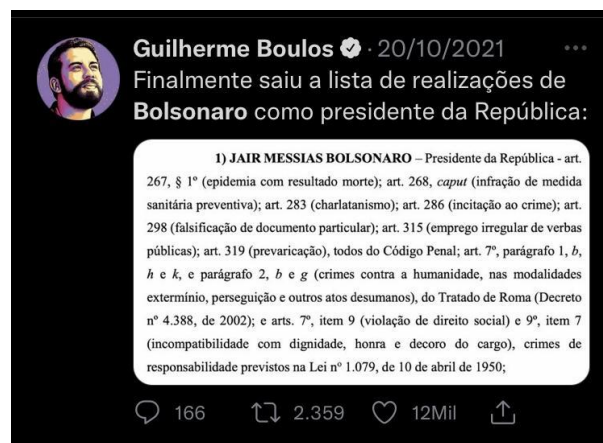 Guilherme Boulos · 20/10/2021
Finalmente saiu a lista de realizações de
Bolsonaro como presidente da República:
1) JAIR MESSIAS BOLSONARO – Presidente da República - art.
267, § 1º (epidemia com resultado morte); art. 268, caput (infração de medida
sanitária preventiva); art. 283 (charlatanismo); art. 286 (incitação ao crime); art.
298 (falsificação de documento particular); art. 315 (emprego irregular de verbas
públicas); art. 319 (prevaricação), todos do Código Penal; art. 7º, parágrafo 1, b,
h e k, e parágrafo 2, b e g (crimes contra a humanidade, nas modalidades
extermínio, perseguição e outros atos desumanos), do Tratado de Roma (Decreto
nº 4.388, de 2002); e arts. 7º, item 9 (violação de direito social) e 9º, item 7
(incompatibilidade com dignidade, honra e decoro do cargo), crimes de
responsabilidade previstos na Lei nº 1.079, de 10 de abril de 1950;
166 2.359 12Mil